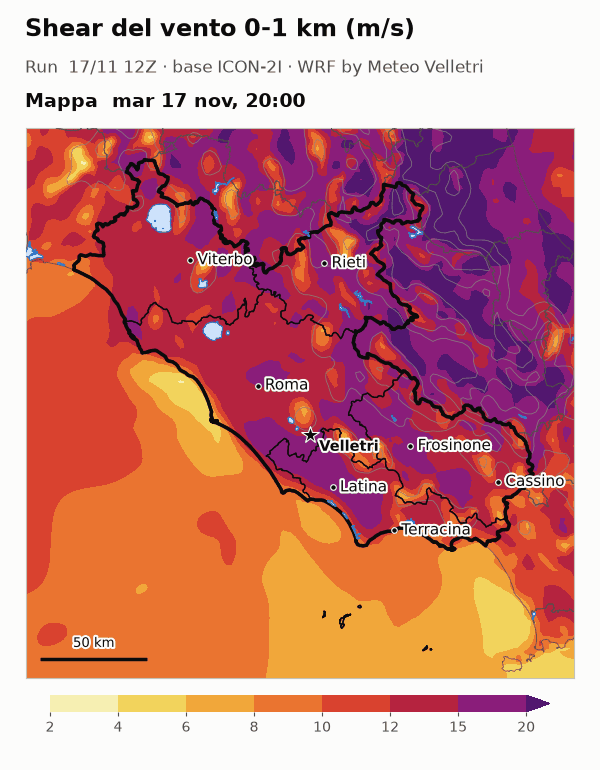 Shear del vento 0-1 km (m/s)
Run  17/11 12Z · base ICON-2I · WRF by Meteo Velletri
Mappa  mar 17 nov, 20:00
Viterbo
Rieti
Roma
Velletri
Frosinone
Latina
Cassino
Terracina
50 km
2 4 6 8 10 12 15 20